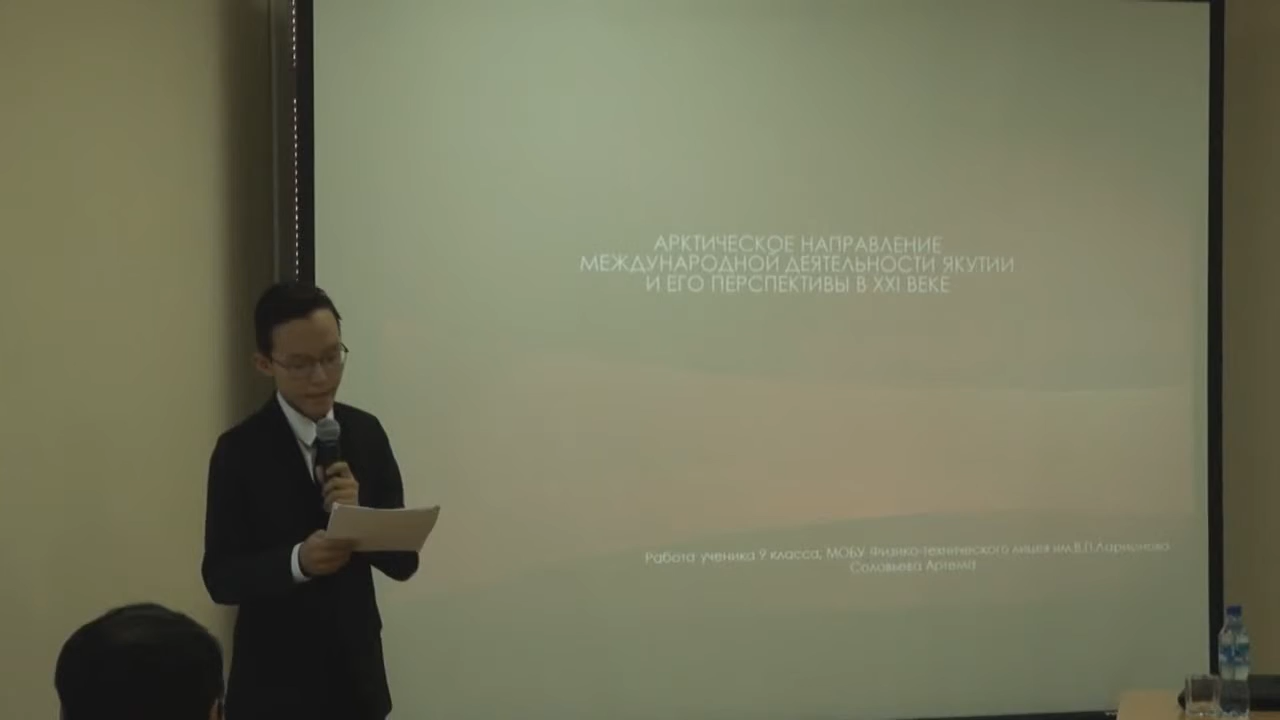 АРКТИЧЕСКОЕ НАПРАВЛЕНИЕ
МЕЖДУНАРОДНОЙ ДЕЯТЕЛЬНОСТИ ЯКУТИИ
И ЕГО ПЕРСПЕКТИВЫ В XXI ВЕКЕ
Работа ученика 9 класса, МОБУ Физико-технического лицея им.В.П.Ларионова
Соловьева Артема